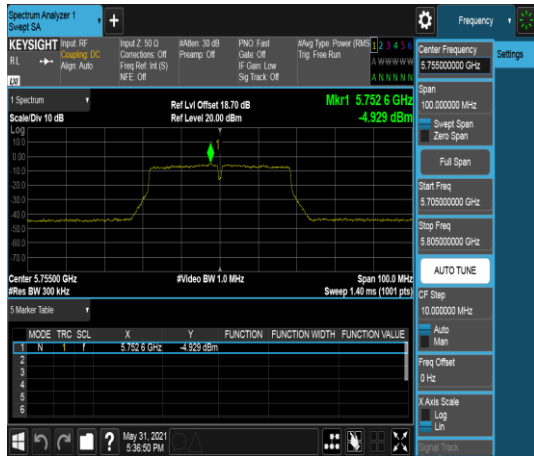 Spectrum Analyzer 1
Swept SA
+
Frequency
KEYSIGHT
RL
LXI
Input: RF
Coupling: DC
Align: Auto
Input Z: 50 Ω
Corrections: Off
Freq Ref: Int (S)
NFE: Off
#Atten: 30 dB
Preamp: Off
PNO: Fast
Gate: Off
IF Gain: Low
Sig Track: Off
#Avg Type: Power (RMS)
Trig: Free Run
1 2 3 4 5 6
A W W W W W
A N N N N N
Center Frequency
5.755000000 GHz
Settings
1 Spectrum
Scale/Div 10 dB
Ref Lvl Offset 18.70 dB
Ref Level 20.00 dBm
Mkr1 5.752 6 GHz
-4.929 dBm
Log
10.0
0.00
-10.0
-20.0
-30.0
-40.0
-50.0
-60.0
-70.0
1
Center 5.75500 GHz
#Res BW 300 kHz
#Video BW 1.0 MHz
Span 100.0 MHz
Sweep 1.40 ms (1001 pts)
Span
100.000000 MHz
Swept Span
Zero Span
Full Span
Start Freq
5.705000000 GHz
Stop Freq
5.805000000 GHz
AUTO TUNE
CF Step
10.000000 MHz
Auto
Man
Freq Offset
0 Hz
X Axis Scale
Log
Lin
Signal Track
5 Marker Table
MODE TRC SCL X Y FUNCTION FUNCTION WIDTH FUNCTION VALUE
1 N 1 f 5.752 6 GHz -4.929 dBm
2
3
4
5
6
?
May 31, 2021
5:36:50 PM